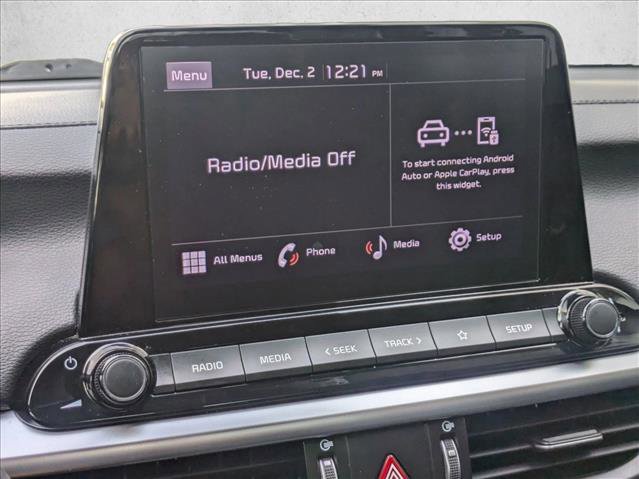 Menu
Tue, Dec. 2
12:21 PM
Radio/Media Off
To start connecting Android
Auto or Apple CarPlay, press
this widget.
All Menus
Phone
Media
Setup
RADIO
MEDIA
< SEEK
TRACK >
SETUP